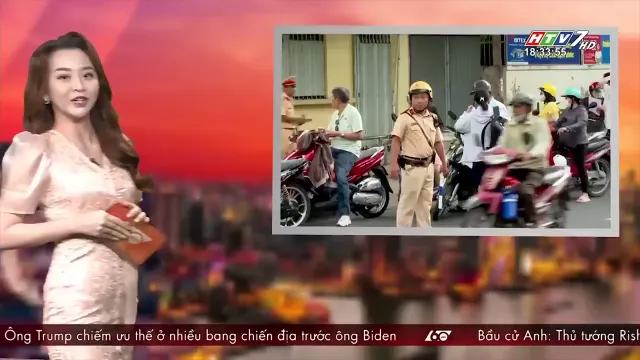 HTV7 HD
18:33:55
Ông Trump chiếm ưu thế ở nhiều bang chiến địa trước ông Biden
60
Bầu cử Anh: Thủ tướng Rish